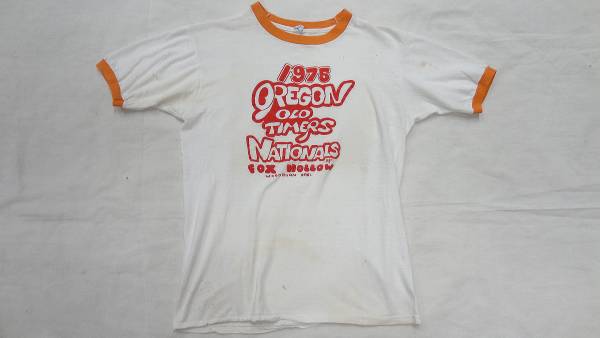 1975
OREGON
OLD
TIMERS
NATIONALS
FOX HOLLOW